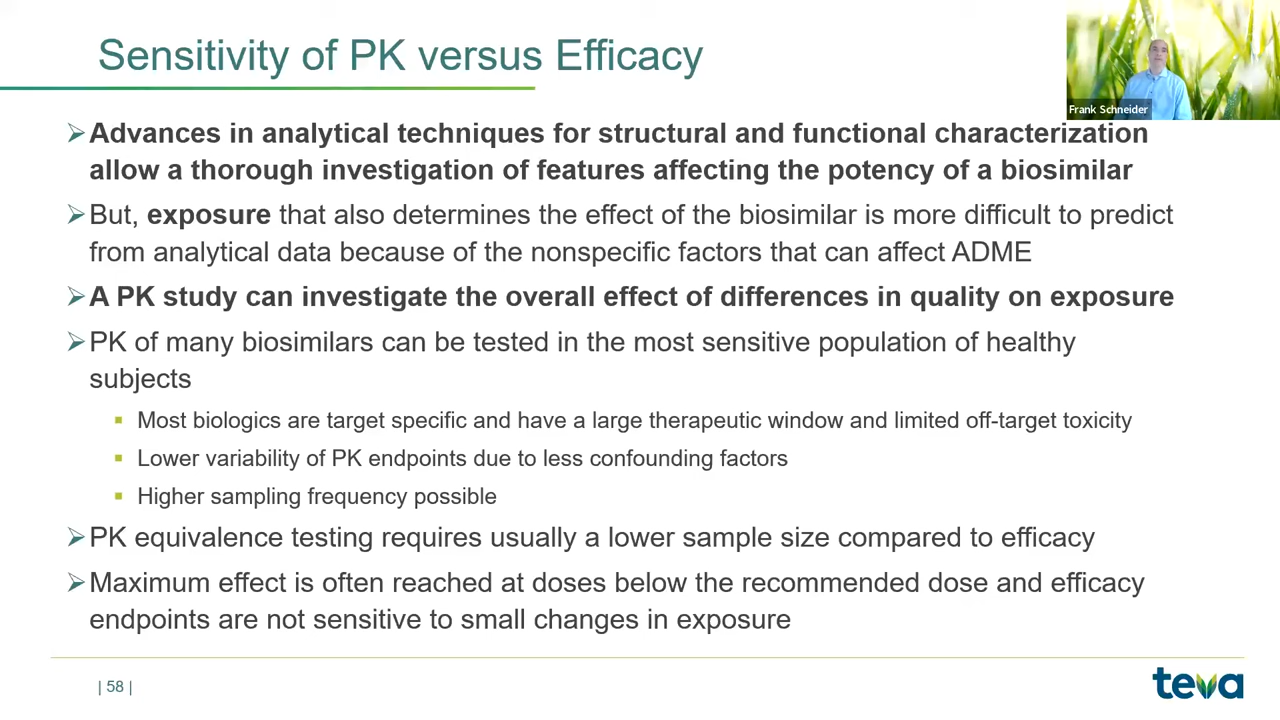 Sensitivity of PK versus Efficacy
Frank Schneider
➢Advances in analytical techniques for structural and functional characterization
allow a thorough investigation of features affecting the potency of a biosimilar
➢But, exposure that also determines the effect of the biosimilar is more difficult to predict
from analytical data because of the nonspecific factors that can affect ADME
➢A PK study can investigate the overall effect of differences in quality on exposure
➢PK of many biosimilars can be tested in the most sensitive population of healthy
subjects
▪ Most biologics are target specific and have a large therapeutic window and limited off-target toxicity
▪ Lower variability of PK endpoints due to less confounding factors
▪ Higher sampling frequency possible
➢PK equivalence testing requires usually a lower sample size compared to efficacy
➢Maximum effect is often reached at doses below the recommended dose and efficacy
endpoints are not sensitive to small changes in exposure
| 58 |
teva